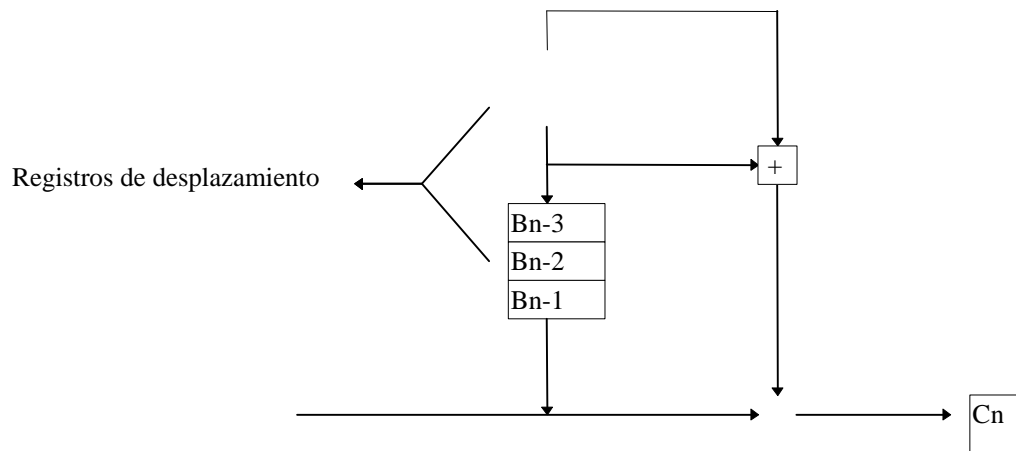 Registros de desplazamiento
+
Bn-3
Bn-2
Bn-1
Cn